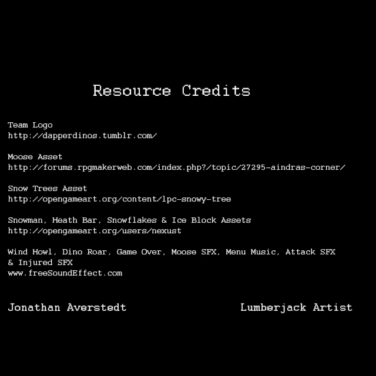 Resource Credits
Team Logo
http://dapperdinos.tumblr.com/
Moose Asset
http://forums.rpgmakerweb.com/index.php?/topic/27295-aindras-corner/
Snow Trees Asset
http://opengameart.org/content/lpc-snowy-tree
Snowman, Heath Bar, Snowflakes & Ice Block Assets
http://opengameart.org/users/nexust
Wind Howl, Dino Roar, Game Over, Moose SFX, Menu Music, Attack SFX
& Injured SFX
www.freeSoundEffect.com
Jonathan Averstedt Lumberjack Artist